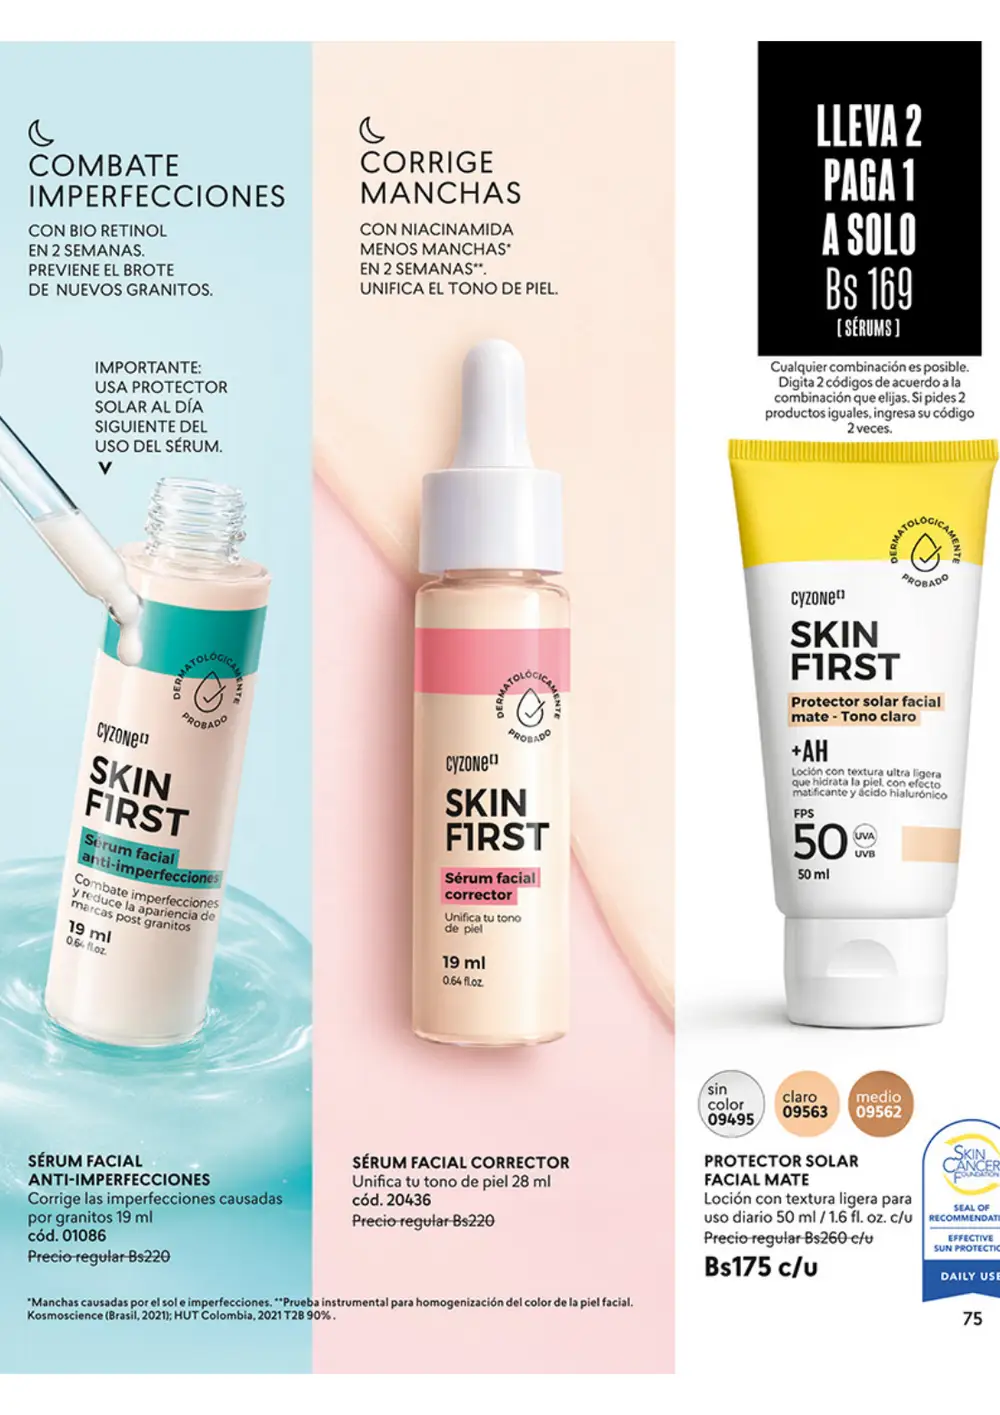 COMBATE
IMPERFECCIONES
CON BIO RETINOL
EN 2 SEMANAS.
PREVIENE EL BROTE
DE NUEVOS GRANITOS.
IMPORTANTE:
USA PROTECTOR
SOLAR AL DÍA
SIGUIENTE DEL
USO DEL SÉRUM.
DERMATOLÓGICAMENTE
PROBADO
cyzone
SKIN
F1RST
Sérum facial
anti-imperfecciones
Combate imperfecciones
y reduce la apariencia de
marcas post granitos
19 ml
0.64 fl.oz.
SÉRUM FACIAL
ANTI-IMPERFECCIONES
Corrige las imperfecciones causadas
por granitos 19 ml
cód. 01086
Precio regular Bs220
CORRIGE
MANCHAS
CON NIACINAMIDA
MENOS MANCHAS*
EN 2 SEMANAS**.
UNIFICA EL TONO DE PIEL.
DERMATOLÓGICAMENTE
PROBADO
cyzone
SKIN
F1RST
Sérum facial
corrector
Unifica tu tono
de piel
19 ml
0.64 fl.oz.
SÉRUM FACIAL CORRECTOR
Unifica tu tono de piel 28 ml
cód. 20436
Precio regular Bs220
LLEVA 2
PAGA 1
A SOLO
Bs 169
[ SÉRUMS ]
Cualquier combinación es posible.
Digita 2 códigos de acuerdo a la
combinación que elijas. Si pides 2
productos iguales, ingresa su código
2 veces.
DERMATOLÓGICAMENTE
PROBADO
cyzone
SKIN
F1RST
Protector solar facial
mate - Tono claro
+AH
Loción con textura ultra ligera
que hidrata la piel, con efecto
matificante y ácido hialurónico
FPS
50
UVA
UVB
50 ml
sin
color
09495
claro
09563
medio
09562
PROTECTOR SOLAR
FACIAL MATE
Loción con textura ligera para
uso diario 50 ml / 1.6 fl. oz. c/u
Precio regular Bs260 c/u
Bs175 c/u
SKIN
CANCER
FOUNDATION
SEAL OF
RECOMMENDATI
EFFECTIVE
SUN PROTECTIO
DAILY USE
*Manchas causadas por el sol e imperfecciones. **Prueba instrumental para homogenización del color de la piel facial.
Kosmoscience (Brasil, 2021); HUT Colombia, 2021 T28 90% .
75